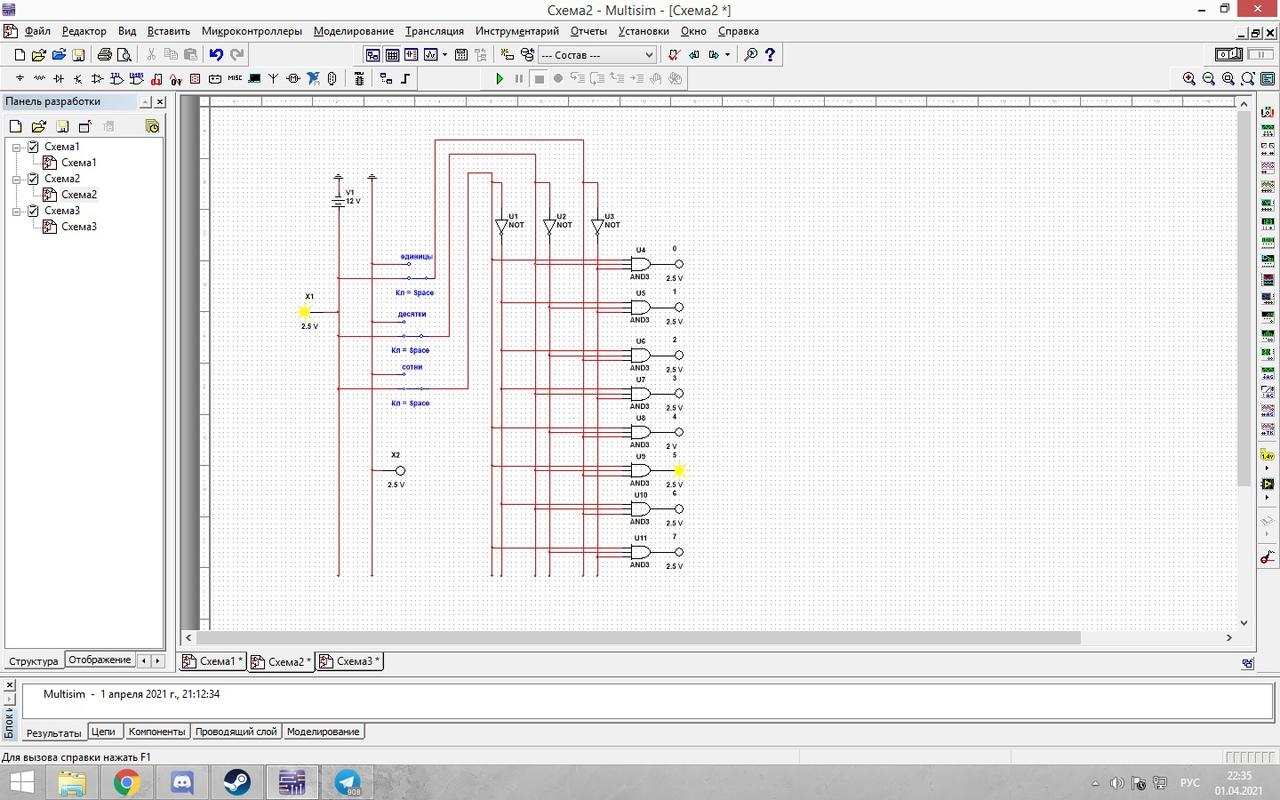 Схема2 - Multisim - [Схема2 *]
Файл Редактор Вид Вставить Микроконтроллеры Моделирование Трансляция Инструментарий Отчеты Установки Окно Справка
--- Состав ---
Панель разработки
Схема1
Схема1
Схема2
Схема2
Схема3
Схема3
Структура Отображение
V1
12 V
U1
NOT
U2
NOT
U3
NOT
единицы
Кл = Space
X1
2.5 V
десятки
Кл = Space
сотни
Кл = Space
X2
2.5 V
U4 0
AND3 2.5 V
U5 1
AND3 2.5 V
U6 2
AND3 2.5 V
U7 3
AND3 2.5 V
U8 4
AND3 2 V
U9 5
AND3 2.5 V
U10 6
AND3 2.5 V
U11 7
AND3 2.5 V
Схема1 * Схема2 * Схема3 *
Multisim - 1 апреля 2021 г., 21:12:34
Результаты Цепи Компоненты Проводящий слой Моделирование
Для вызова справки нажать F1
908
РУС
22:35
01.04.2021